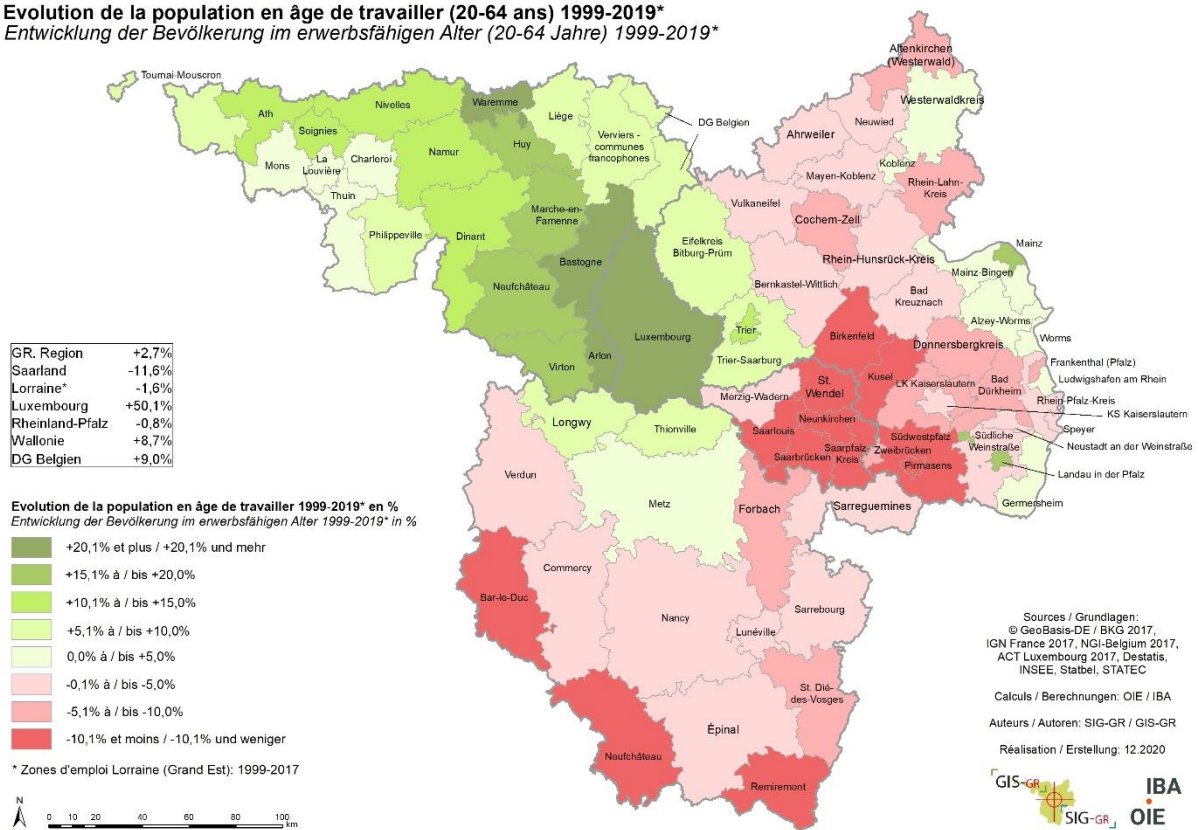 Evolution de la population en âge de travailler (20-64 ans) 1999-2019*
Entwicklung der Bevölkerung im erwerbsfähigen Alter (20-64 Jahre) 1999-2019*
Tournai-Mouscron
Ath
Nivelles
Soignies
Mons
La Louvière
Charleroi
Thuin
Philippeville
Namur
Dinant
Waremme
Huy
Liège
Verviers - communes francophones
DG Belgien
Marche-en-Famenne
Bastogne
Neufchâteau
Virton
Arlon
Luxembourg
Altenkirchen (Westerwald)
Westerwaldkreis
Neuwied
Ahrweiler
Koblenz
Mayen-Koblenz
Rhein-Lahn-Kreis
Vulkaneifel
Cochem-Zell
Eifelkreis Bitburg-Prüm
Rhein-Hunsrück-Kreis
Bernkastel-Wittlich
Mainz
Mainz-Bingen
Bad Kreuznach
Alzey-Worms
Worms
Trier
Trier-Saarburg
Birkenfeld
Donnersbergkreis
Frankenthal (Pfalz)
Ludwigshafen am Rhein
Kusel
LK Kaiserslautern
Bad Dürkheim
Rhein-Pfalz-Kreis
KS Kaiserslautern
Speyer
Neustadt an der Weinstraße
Merzig-Wadern
St. Wendel
Neunkirchen
Saarlouis
Saarbrücken
Saarpfalz-Kreis
Südwestpfalz
Zweibrücken
Pirmasens
Südliche Weinstraße
Landau in der Pfalz
Germersheim
Longwy
Thionville
Verdun
Metz
Forbach
Sarreguemines
Bar-le-Duc
Commercy
Nancy
Lunéville
Sarrebourg
St. Dié-des-Vosges
Neufchâteau
Épinal
Remiremont
GR. Region +2,7%
Saarland -11,6%
Lorraine* -1,6%
Luxembourg +50,1%
Rheinland-Pfalz -0,8%
Wallonie +8,7%
DG Belgien +9,0%
Evolution de la population en âge de travailler 1999-2019* en %
Entwicklung der Bevölkerung im erwerbsfähigen Alter 1999-2019* in %
+20,1% et plus / +20,1% und mehr
+15,1% à / bis +20,0%
+10,1% à / bis +15,0%
+5,1% à / bis +10,0%
0,0% à / bis +5,0%
-0,1% à / bis -5,0%
-5,1% à / bis -10,0%
-10,1% et moins / -10,1% und weniger
* Zones d'emploi Lorraine (Grand Est): 1999-2017
N
0 10 20 30 40 50 60 70 80 90 100
km
Sources / Grundlagen:
© GeoBasis-DE / BKG 2017,
IGN France 2017, NGI-Belgium 2017,
ACT Luxembourg 2017, Destatis,
INSEE, Statbel, STATEC
Calculs / Berechnungen: OIE / IBA
Auteurs / Autoren: SIG-GR / GIS-GR
Réalisation / Erstellung: 12.2020
GIS-GR
SIG-GR
IBA
OIE